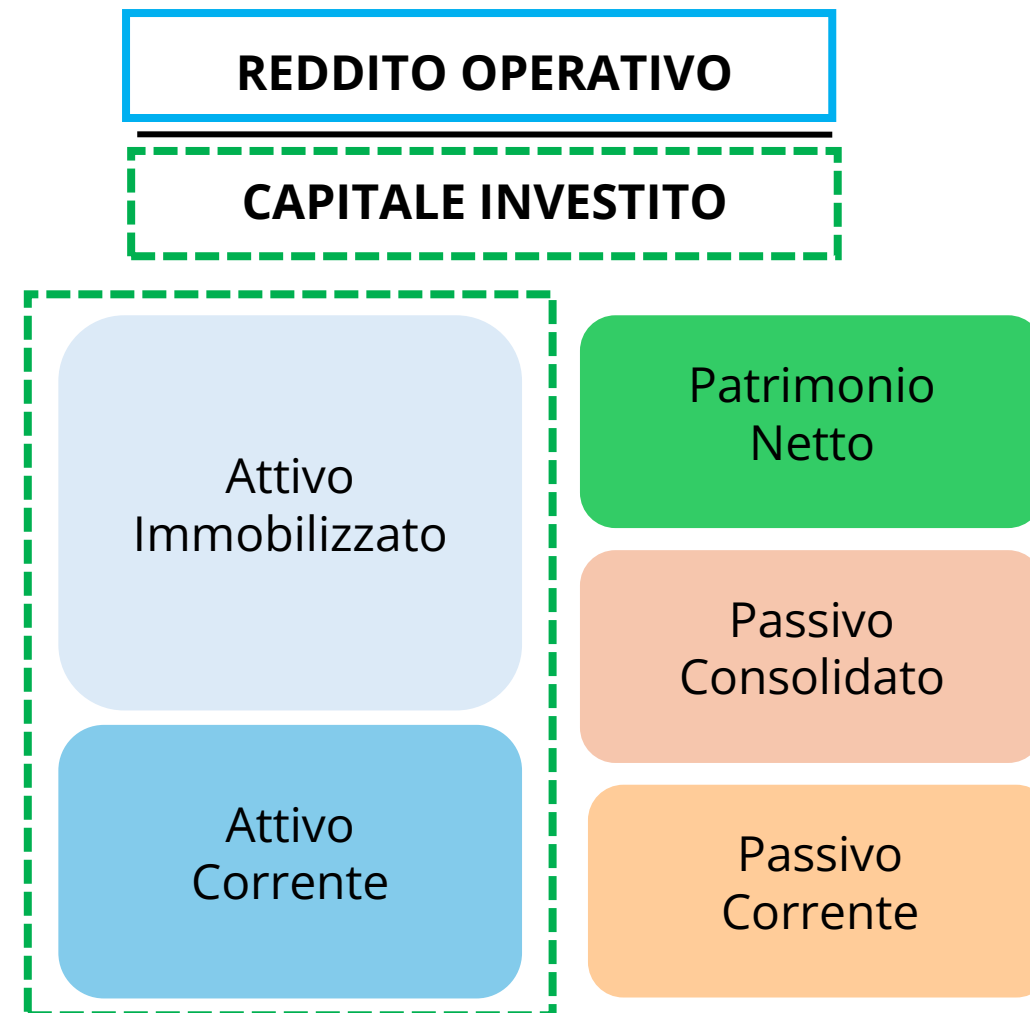 REDDITO OPERATIVO
CAPITALE INVESTITO
Attivo
Immobilizzato
Attivo
Corrente
Patrimonio
Netto
Passivo
Consolidato
Passivo
Corrente